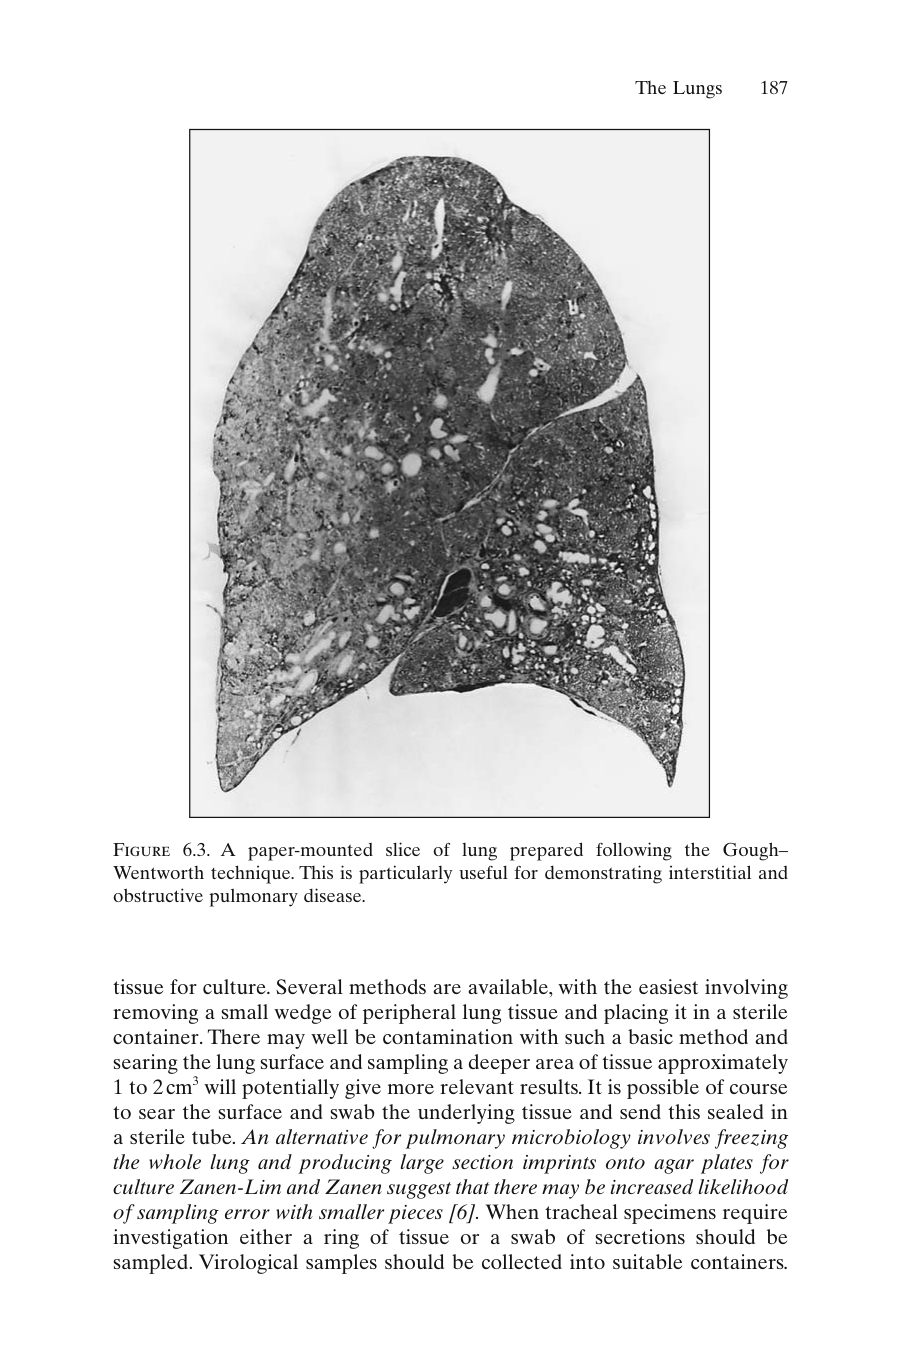 The Lungs 187
FIGURE 6.3. A paper-mounted slice of lung prepared following the Gough–
Wentworth technique. This is particularly useful for demonstrating interstitial and
obstructive pulmonary disease.
tissue for culture. Several methods are available, with the easiest involving
removing a small wedge of peripheral lung tissue and placing it in a sterile
container. There may well be contamination with such a basic method and
searing the lung surface and sampling a deeper area of tissue approximately
1 to 2 cm³ will potentially give more relevant results. It is possible of course
to sear the surface and swab the underlying tissue and send this sealed in
a sterile tube. An alternative for pulmonary microbiology involves freezing
the whole lung and producing large section imprints onto agar plates for
culture Zanen-Lim and Zanen suggest that there may be increased likelihood
of sampling error with smaller pieces [6]. When tracheal specimens require
investigation either a ring of tissue or a swab of secretions should be
sampled. Virological samples should be collected into suitable containers.